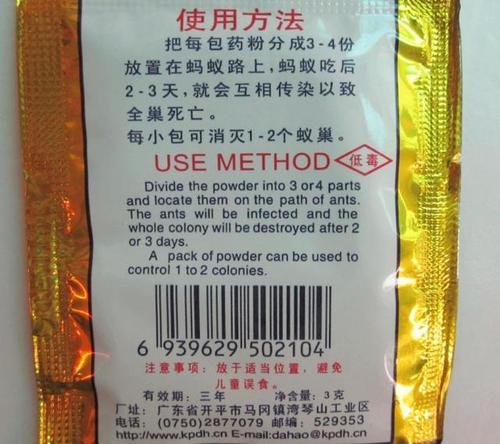 使用方法
把每包药粉分成3-4份
放置在蚂蚁路上，蚂蚁吃后
2-3天，就会互相传染以致
全巢死亡。
每小包可消灭1-2个蚁巢。
USE METHOD 低毒
Divide the powder into 3 or 4 parts
and locate them on the path of ants.
The ants will be infected and the
whole colony will be destroyed after 2
or 3 days.
A pack of powder can be used to
control 1 to 2 colonies.
6 939629 502104
注意事项：放于适当位置，避免
儿童误食。
有效期：三年 净含量：3克
厂址：广东省开平市马冈镇湾琴山工业区
电话：(0750)2877079 邮编：529353
http://www.kpdh.cn E-mail:dahao@kpdh.cn